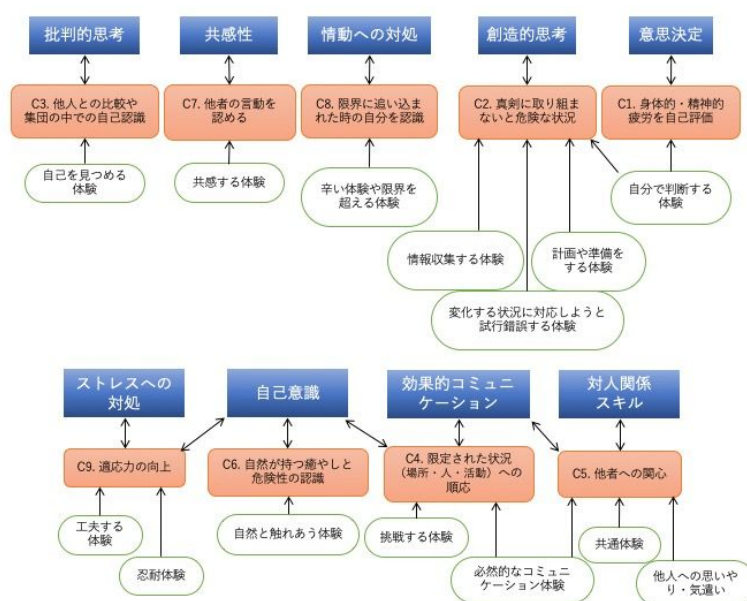 批判的思考
共感性
情動への対処
創造的思考
意思決定
C3. 他人との比較や
集団の中での自己認識
C7. 他者の言動を
認める
C8. 限界に追い込ま
れた時の自分を認識
C2. 真剣に取り組ま
ないと危険な状況
C1. 身体的・精神的
疲労を自己評価
自己を見つめる
体験
共感する体験
辛い体験や限界を
超える体験
自分で判断する
体験
情報収集する体験
計画や準備を
する体験
変化する状況に対応しようと
試行錯誤する体験
ストレスへの
対処
自己意識
効果的コミュニ
ケーション
対人関係
スキル
C9. 適応力の向上
C6. 自然が持つ癒やしと
危険性の認識
C4. 限定された状況
（場所・人・活動）への
順応
C5. 他者への関心
工夫する
体験
忍耐体験
自然と触れあう体験
挑戦する体験
必然的なコミュニ
ケーション体験
共通体験
他人への思いや
り・気遣い